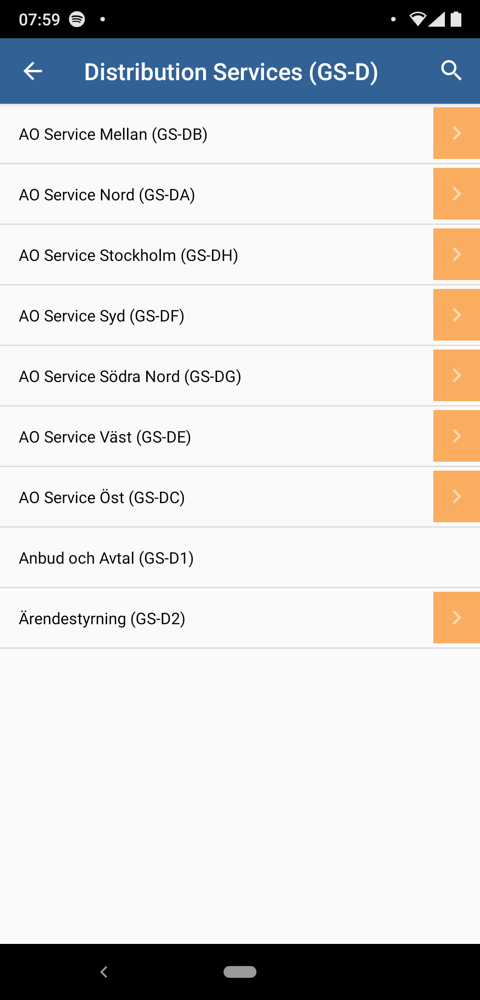 07:59
Distribution Services (GS-D)
AO Service Mellan (GS-DB)
AO Service Nord (GS-DA)
AO Service Stockholm (GS-DH)
AO Service Syd (GS-DF)
AO Service Södra Nord (GS-DG)
AO Service Väst (GS-DE)
AO Service Öst (GS-DC)
Anbud och Avtal (GS-D1)
Ärendestyrning (GS-D2)